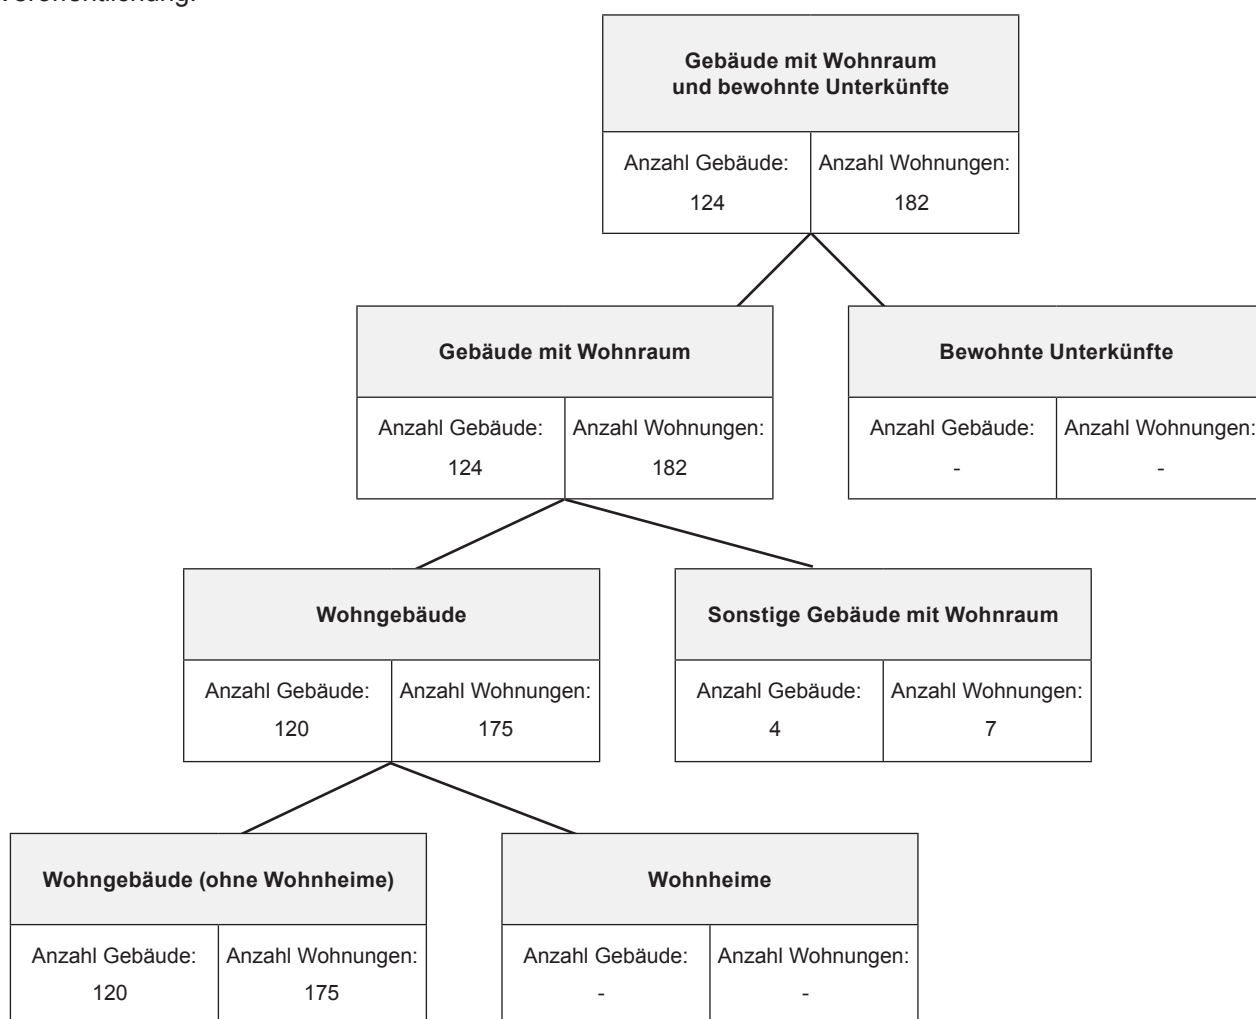 Veröffentlichung.
Gebäude mit Wohnraum
und bewohnte Unterkünfte
Anzahl Gebäude:
124
Anzahl Wohnungen:
182
Gebäude mit Wohnraum
Anzahl Gebäude:
124
Anzahl Wohnungen:
182
Bewohnte Unterkünfte
Anzahl Gebäude:
-
Anzahl Wohnungen:
-
Wohngebäude
Anzahl Gebäude:
120
Anzahl Wohnungen:
175
Sonstige Gebäude mit Wohnraum
Anzahl Gebäude:
4
Anzahl Wohnungen:
7
Wohngebäude (ohne Wohnheime)
Anzahl Gebäude:
120
Anzahl Wohnungen:
175
Wohnheime
Anzahl Gebäude:
-
Anzahl Wohnungen:
-